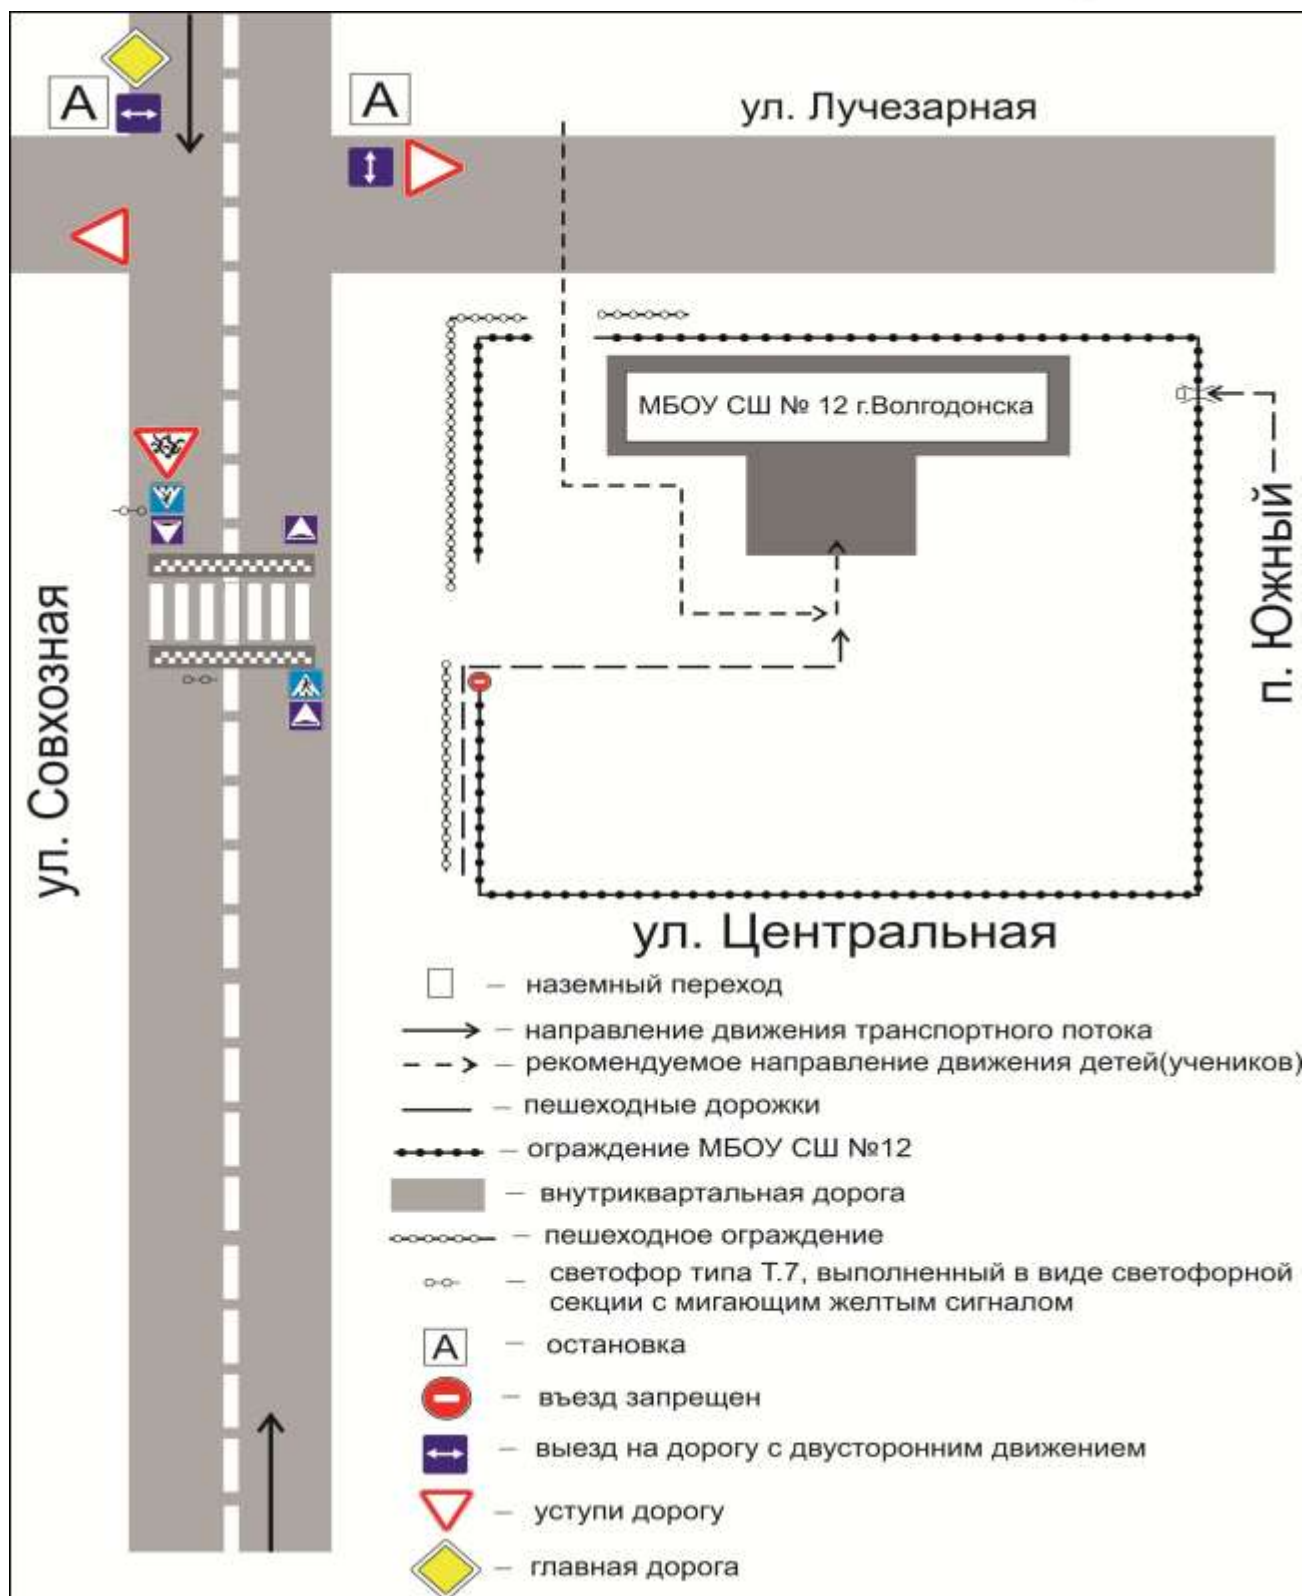 А
А
ул. Лучезарная
МБОУ СШ № 12 г.Волгодонска
п. Южный
ул. Совхозная
ул. Центральная
– наземный переход
– направление движения транспортного потока
– рекомендуемое направление движения детей(учеников)
– пешеходные дорожки
– ограждение МБОУ СШ №12
– внутриквартальная дорога
– пешеходное ограждение
– светофор типа Т.7, выполненный в виде светофорной
секции с мигающим желтым сигналом
А – остановка
– въезд запрещен
– выезд на дорогу с двусторонним движением
– уступи дорогу
– главная дорога